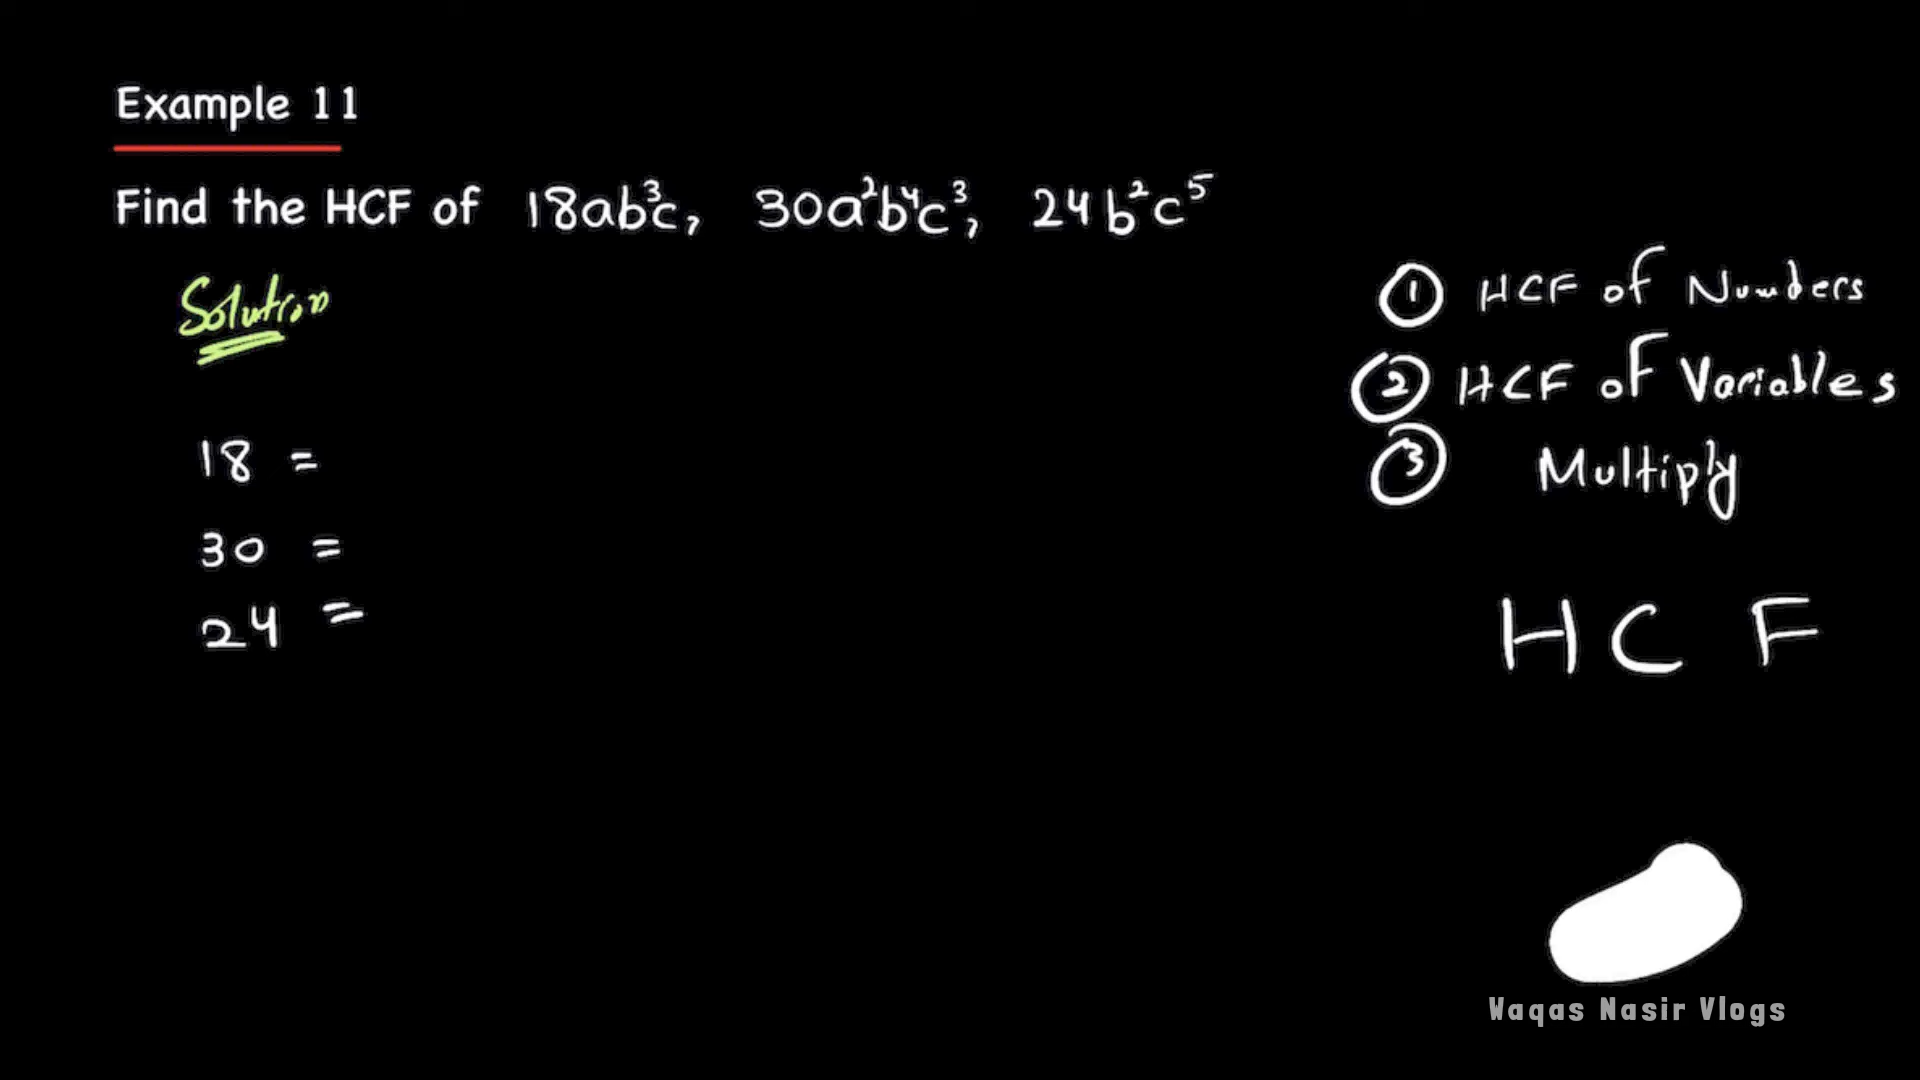 Example 11
Find the HCF of 18ab³c, 30a²b⁴c³, 24b²c⁵
Solution
① HCF of Numbers
② HCF of Variables
③ Multiply
18 =
30 =
24 =
HCF
Waqas Nasir Vlogs